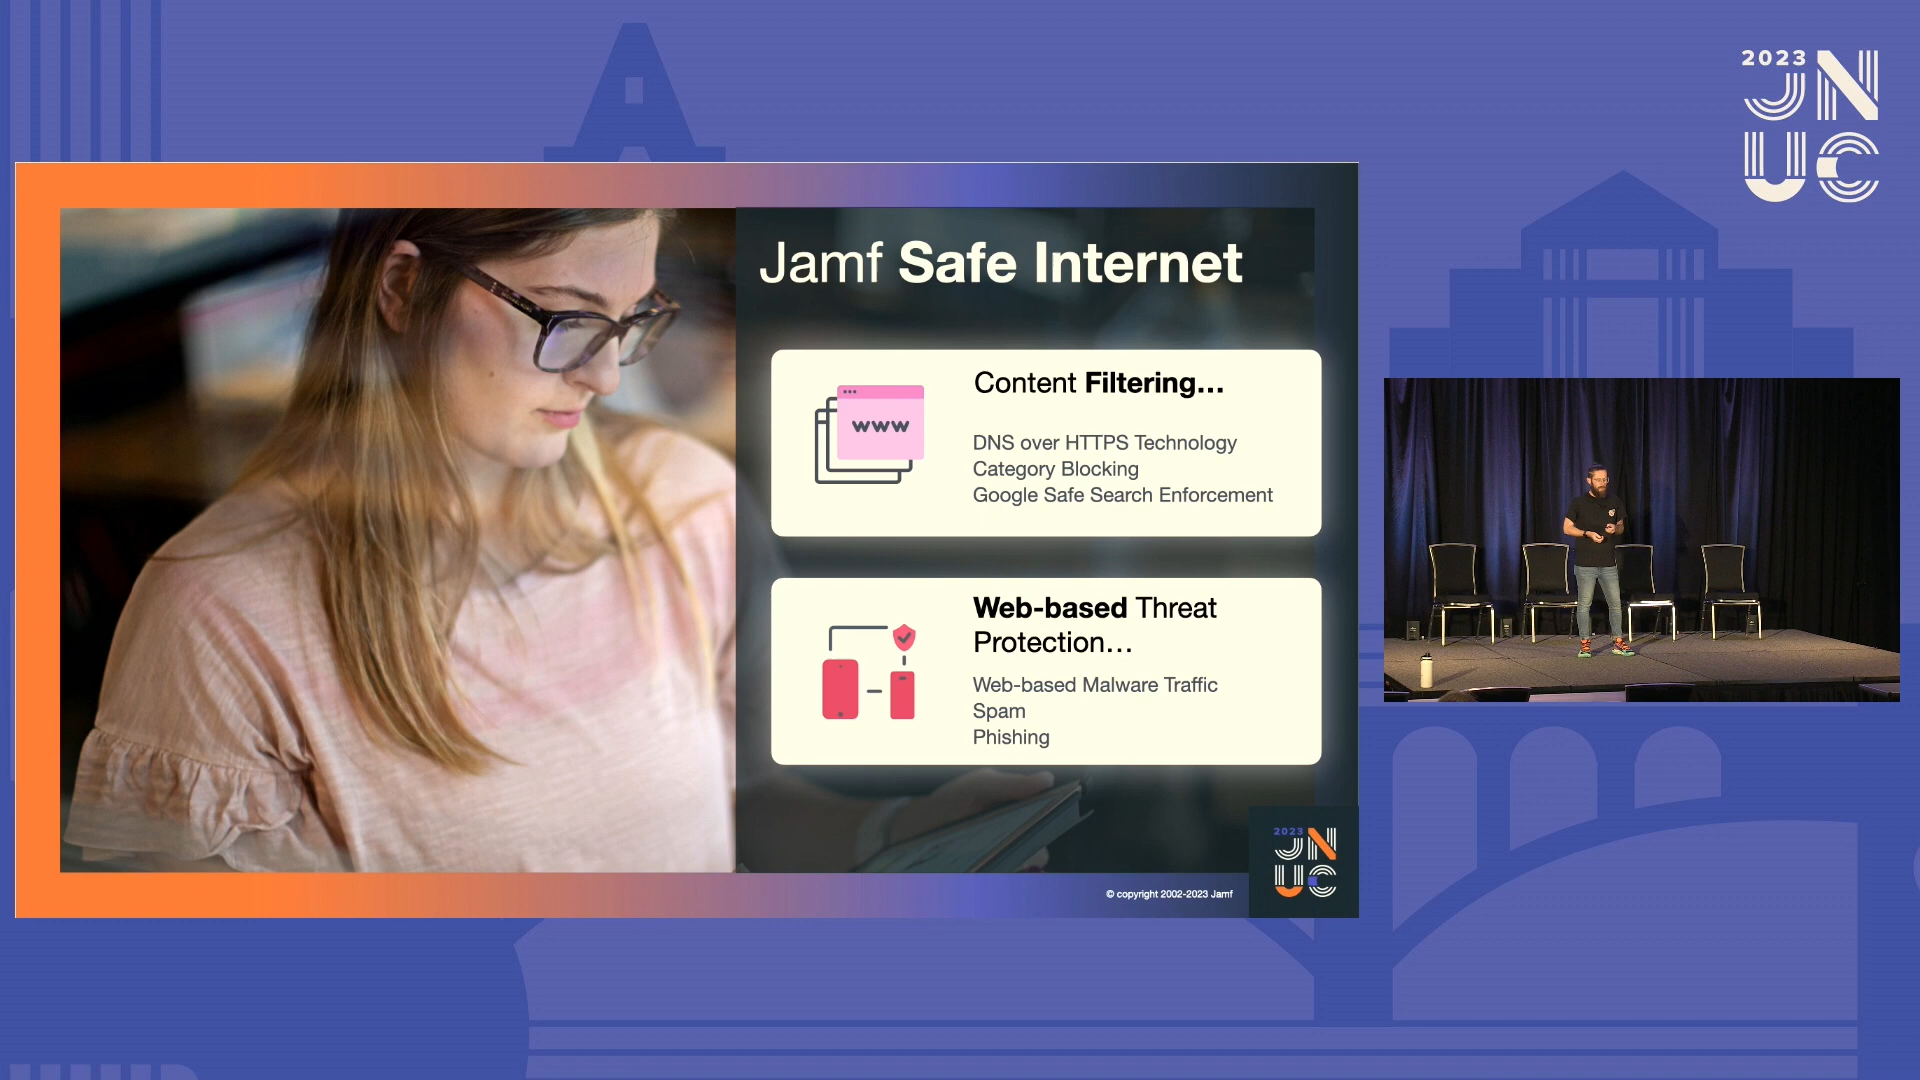 2023
JN
UC
Jamf Safe Internet
Content Filtering...
www
DNS over HTTPS Technology
Category Blocking
Google Safe Search Enforcement
Web-based Threat
Protection...
Web-based Malware Traffic
Spam
Phishing
© copyright 2002-2023 Jamf
2023
JN
UC